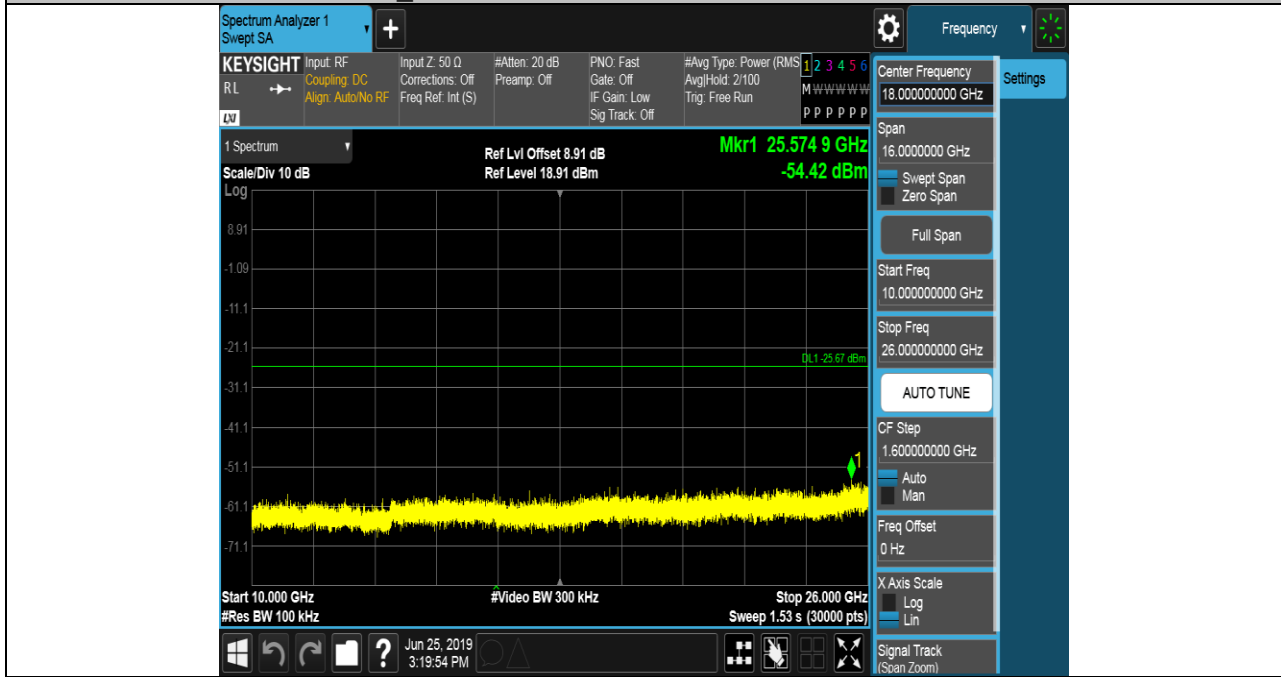 Spectrum Analyzer 1
Swept SA
+
Frequency
KEYSIGHT
RL
LXI
Input: RF
Coupling: DC
Align: Auto/No RF
Input Z: 50 Ω
Corrections: Off
Freq Ref: Int (S)
#Atten: 20 dB
Preamp: Off
PNO: Fast
Gate: Off
IF Gain: Low
Sig Track: Off
#Avg Type: Power (RMS
Avg|Hold: 2/100
Trig: Free Run
1 2 3 4 5 6
M W W W W W
P P P P P P
1 Spectrum
Scale/Div 10 dB
Ref Lvl Offset 8.91 dB
Ref Level 18.91 dBm
Mkr1 25.574 9 GHz
-54.42 dBm
Log
8.91
-1.09
-11.1
-21.1
DL1 -25.67 dBm
-31.1
-41.1
-51.1
1
-61.1
-71.1
Start 10.000 GHz
#Video BW 300 kHz
Stop 26.000 GHz
#Res BW 100 kHz
Sweep 1.53 s (30000 pts)
Center Frequency
18.000000000 GHz
Settings
Span
16.0000000 GHz
Swept Span
Zero Span
Full Span
Start Freq
10.000000000 GHz
Stop Freq
26.000000000 GHz
AUTO TUNE
CF Step
1.600000000 GHz
Auto
Man
Freq Offset
0 Hz
X Axis Scale
Log
Lin
Signal Track
(Span Zoom)
?
Jun 25, 2019
3:19:54 PM